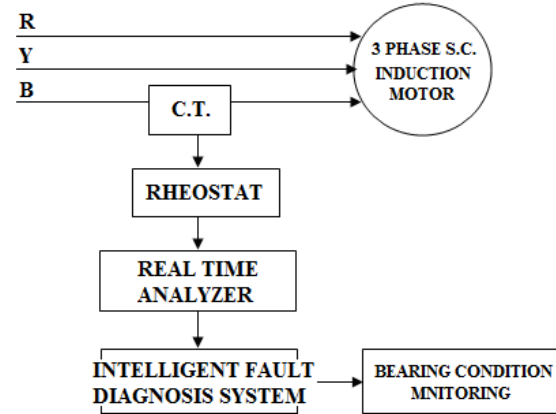 R
Y
B
3 PHASE S.C.
INDUCTION
MOTOR
C.T.
RHEOSTAT
REAL TIME
ANALYZER
INTELLIGENT FAULT
DIAGNOSIS SYSTEM
BEARING CONDITION
MNITORING